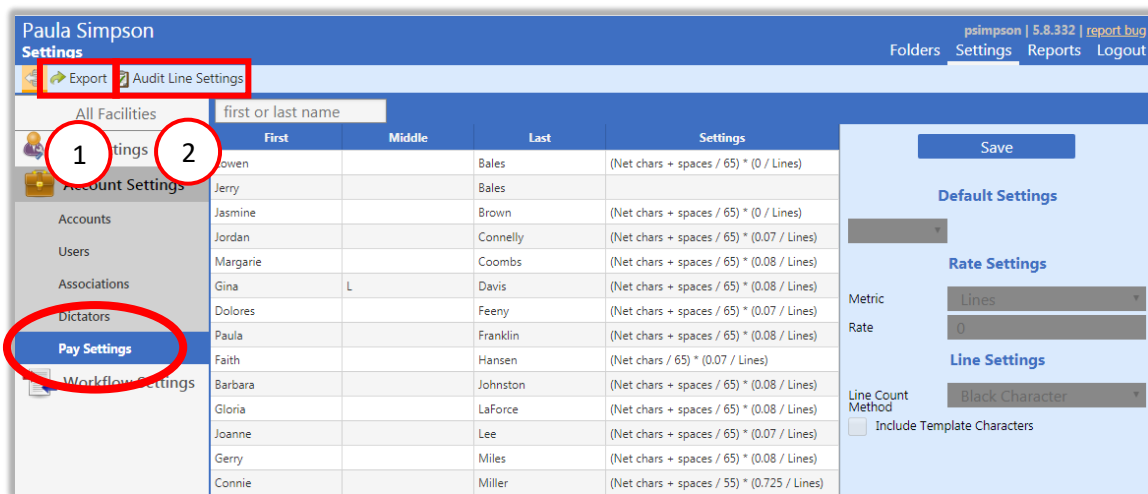 Paula Simpson
psimpson | 5.8.332 | report bug
Settings
Folders Settings Reports Logout
Export Audit Line Settings
All Facilities
first or last name
First Middle Last Settings
1
2
Bales (Net chars + spaces / 65) * (0 / Lines)
Account Settings
Jerry Bales
Accounts
Jasmine Brown (Net chars + spaces / 65) * (0 / Lines)
Jordan Connelly (Net chars + spaces / 65) * (0.07 / Lines)
Users
Margarie Coombs (Net chars + spaces / 65) * (0.08 / Lines)
Associations
Gina L Davis (Net chars + spaces / 65) * (0.08 / Lines)
Dictators
Dolores Feeny (Net chars + spaces / 65) * (0.07 / Lines)
Paula Franklin (Net chars + spaces / 65) * (0.08 / Lines)
Pay Settings
Faith Hansen (Net chars / 65) * (0.07 / Lines)
Workflow Settings
Barbara Johnston (Net chars + spaces / 65) * (0.08 / Lines)
Gloria LaForce (Net chars + spaces / 65) * (0.08 / Lines)
Joanne Lee (Net chars + spaces / 65) * (0.07 / Lines)
Gerry Miles (Net chars + spaces / 65) * (0.08 / Lines)
Connie Miller (Net chars + spaces / 55) * (0.725 / Lines)
Save
Default Settings
Rate Settings
Metric Lines
Rate 0
Line Settings
Line Count Method Black Character
Include Template Characters